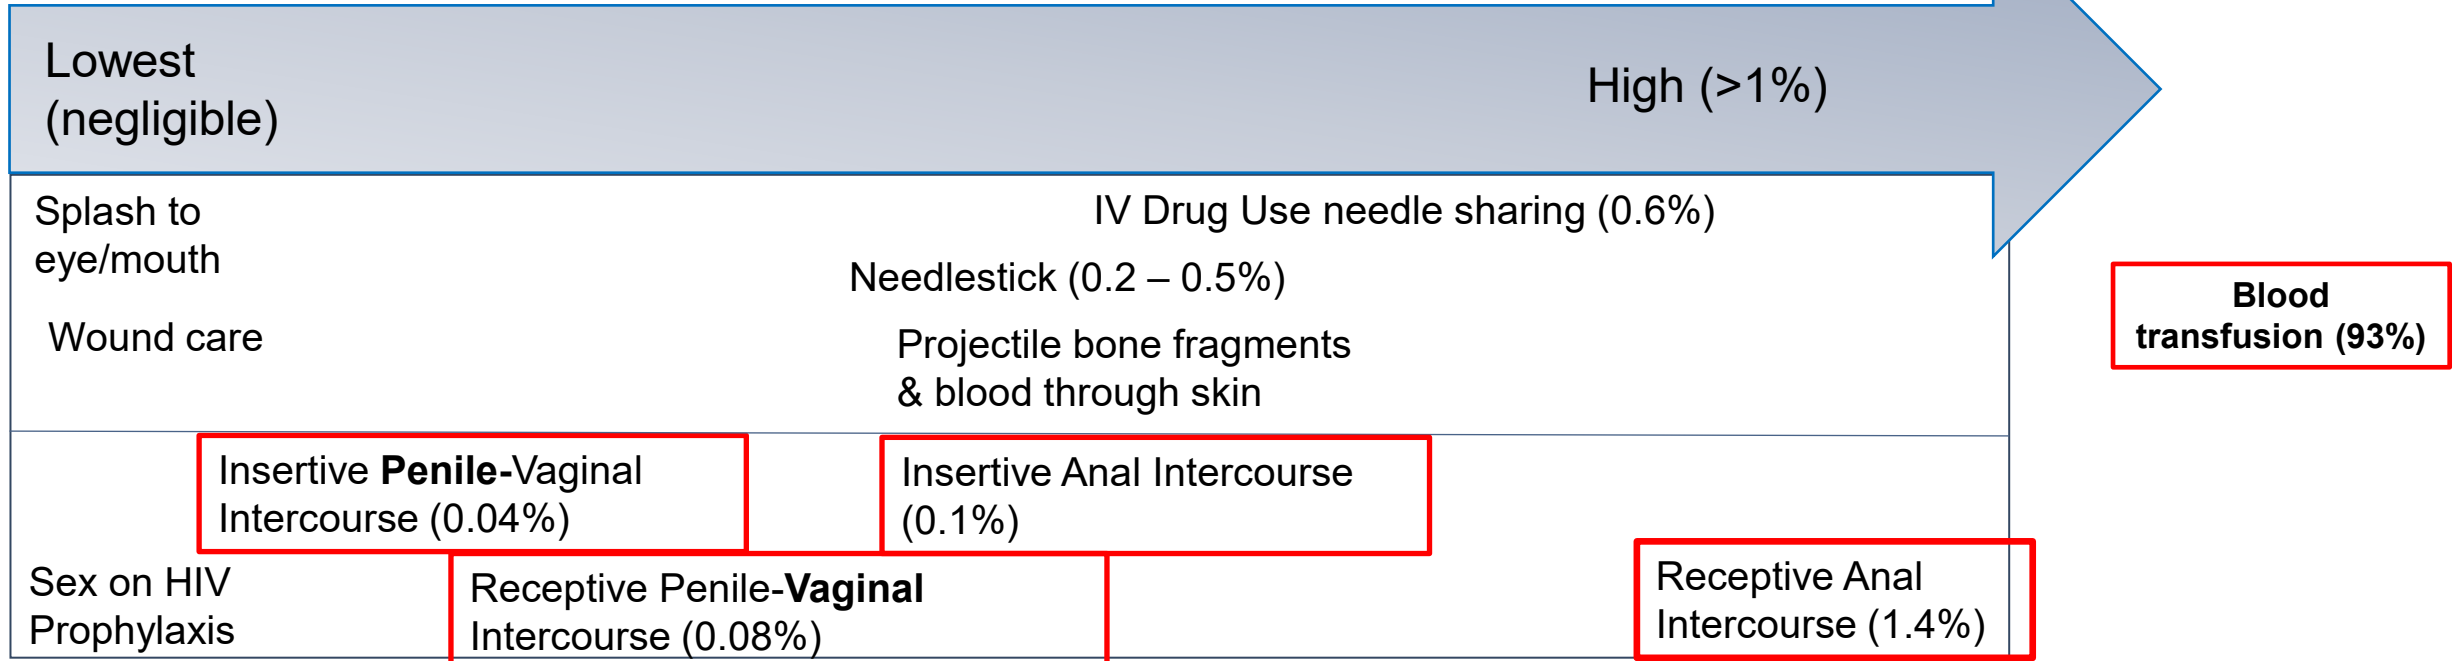 Lowest
(negligible)
High (>1%)
Splash to
eye/mouth
IV Drug Use needle sharing (0.6%)
Needlestick (0.2 – 0.5%)
Wound care
Projectile bone fragments
& blood through skin
Blood
transfusion (93%)
Insertive Penile-Vaginal
Intercourse (0.04%)
Insertive Anal Intercourse
(0.1%)
Sex on HIV
Prophylaxis
Receptive Penile-Vaginal
Intercourse (0.08%)
Receptive Anal
Intercourse (1.4%)